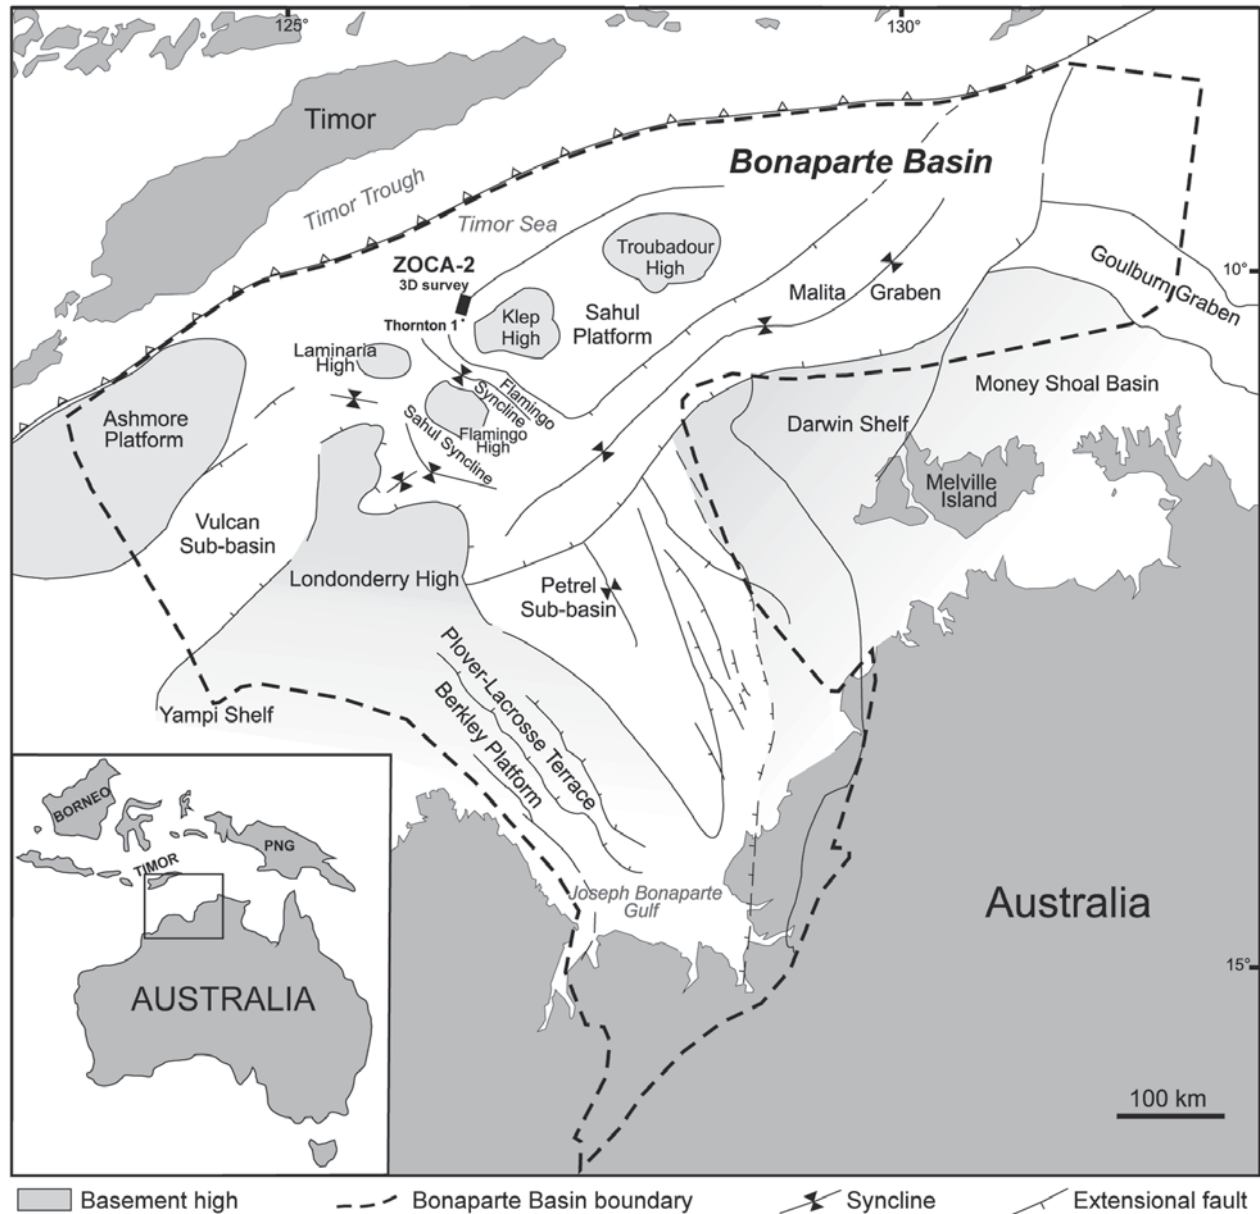 125°
130°
Timor
Bonaparte Basin
Timor Trough
Timor Sea
Troubadour
High
ZOCA-2
3D survey
10°
Goulburn Graben
Malita Graben
Sahul
Platform
Klep
High
Thornton 1
Laminaria
High
Flamingo
Syncline
Money Shoal Basin
Ashmore
Platform
Sahul Syncline
Flamingo
High
Darwin Shelf
Melville
Island
Vulcan
Sub-basin
Londonderry High
Petrel
Sub-basin
Plover-Lacrosse Terrace
Berkley Platform
Yampi Shelf
BORNEO
PNG
TIMOR
Joseph Bonaparte
Gulf
Australia
15°
AUSTRALIA
100 km
Basement high
Bonaparte Basin boundary
Syncline
Extensional fault